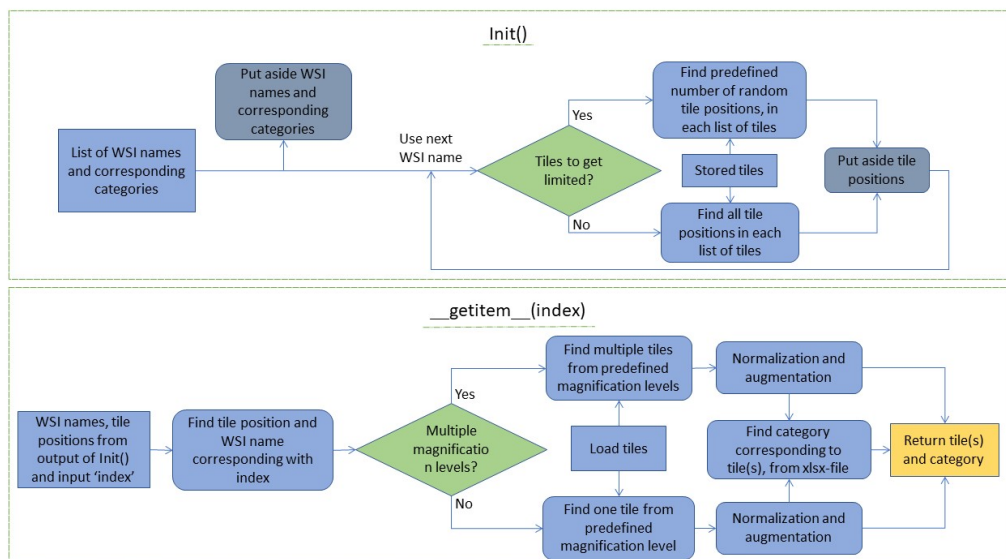 Init()
Put aside WSI
names and
corresponding
categories
Find predefined
number of random
tile positions, in
each list of tiles
Yes
Use next
WSI name
List of WSI names
and corresponding
categories
Tiles to get
limited?
Stored tiles
Put aside tile
positions
No
Find all tile
positions in each
list of tiles
__getitem__(index)
Find multiple tiles
from predefined
magnification levels
Normalization and
augmentation
Yes
WSI names, tile
positions from
output of Init()
and input ‘index’
Find tile position and
WSI name
corresponding with
index
Multiple
magnificatio
n levels?
Load tiles
Find category
corresponding to
tile(s), from xlsx-file
Return tile(s)
and category
No
Find one tile from
predefined
magnification level
Normalization and
augmentation